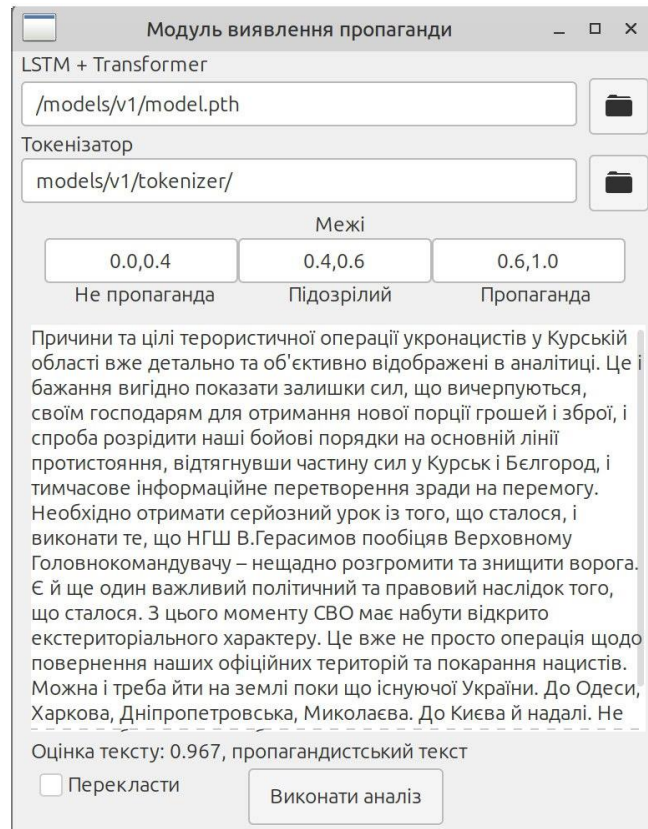 Модуль виявлення пропаганди
LSTM + Transformer
/models/v1/model.pth
Токенізатор
models/v1/tokenizer/
Межі
0.0,0.4 0.4,0.6 0.6,1.0
Не пропаганда Підозрілий Пропаганда
Причини та цілі терористичної операції укронацистів у Курській
області вже детально та об'єктивно відображені в аналітиці. Це і
бажання вигідно показати залишки сил, що вичерпуються,
своїм господарям для отримання нової порції грошей і зброї, і
спроба розрідити наші бойові порядки на основній лінії
протистояння, відтягнувши частину сил у Курськ і Бєлгород, і
тимчасове інформаційне перетворення зради на перемогу.
Необхідно отримати серйозний урок із того, що сталося, і
виконати те, що НГШ В.Герасимов пообіцяв Верховному
Головнокомандувачу – нещадно розгромити та знищити ворога.
Є й ще один важливий політичний та правовий наслідок того,
що сталося. З цього моменту СВО має набути відкрито
екстериторіального характеру. Це вже не просто операція щодо
повернення наших офіційних територій та покарання нацистів.
Можна і треба йти на землі поки що існуючої України. До Одеси,
Харкова, Дніпропетровська, Миколаєва. До Києва й надалі. Не
Оцінка тексту: 0.967, пропагандистський текст
Перекласти
Виконати аналіз